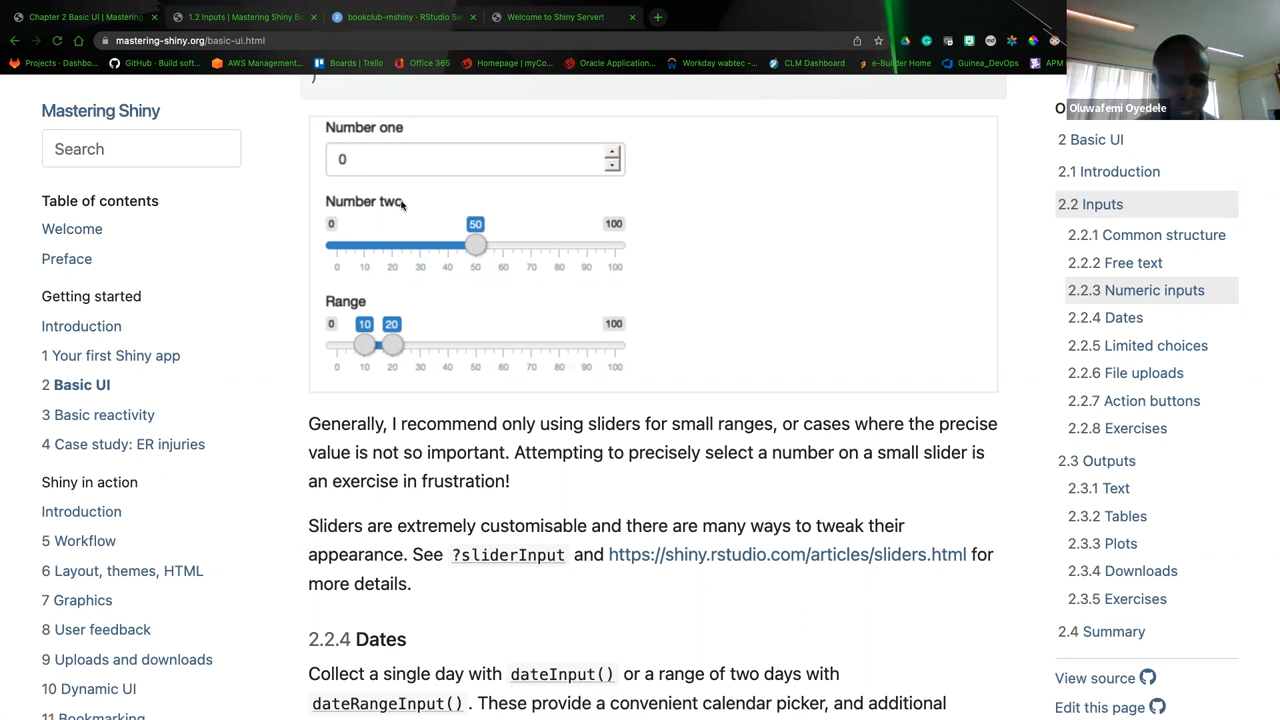 Chapter 2 Basic UI | Mastering
1.2 Inputs | Mastering Shiny B
bookclub-mshiny - RStudio Se
Welcome to Shiny Server!
mastering-shiny.org/basic-ui.html
Projects - Dashbo...
GitHub - Build soft...
AWS Management...
Boards | Trello
Office 365
Homepage | myCo...
Oracle Application...
Workday wabtec -...
CLM Dashboard
e-Builder Home
Guinea_DevOps
APM
Oluwafemi Oyedele
Mastering Shiny
Search
Table of contents
Welcome
Preface
Getting started
Introduction
1 Your first Shiny app
2 Basic UI
3 Basic reactivity
4 Case study: ER injuries
Shiny in action
Introduction
5 Workflow
6 Layout, themes, HTML
7 Graphics
8 User feedback
9 Uploads and downloads
10 Dynamic UI
11 Bookmarking
)
Number one
0
Number two
0 50 100
0 10 20 30 40 50 60 70 80 90 100
Range
0 10 20 100
0 10 20 30 40 50 60 70 80 90 100
Generally, I recommend only using sliders for small ranges, or cases where the precise
value is not so important. Attempting to precisely select a number on a small slider is
an exercise in frustration!
Sliders are extremely customisable and there are many ways to tweak their
appearance. See ?sliderInput and https://shiny.rstudio.com/articles/sliders.html for
more details.
2.2.4 Dates
Collect a single day with dateInput() or a range of two days with
dateRangeInput(). These provide a convenient calendar picker, and additional
O
2 Basic UI
2.1 Introduction
2.2 Inputs
2.2.1 Common structure
2.2.2 Free text
2.2.3 Numeric inputs
2.2.4 Dates
2.2.5 Limited choices
2.2.6 File uploads
2.2.7 Action buttons
2.2.8 Exercises
2.3 Outputs
2.3.1 Text
2.3.2 Tables
2.3.3 Plots
2.3.4 Downloads
2.3.5 Exercises
2.4 Summary
View source
Edit this page